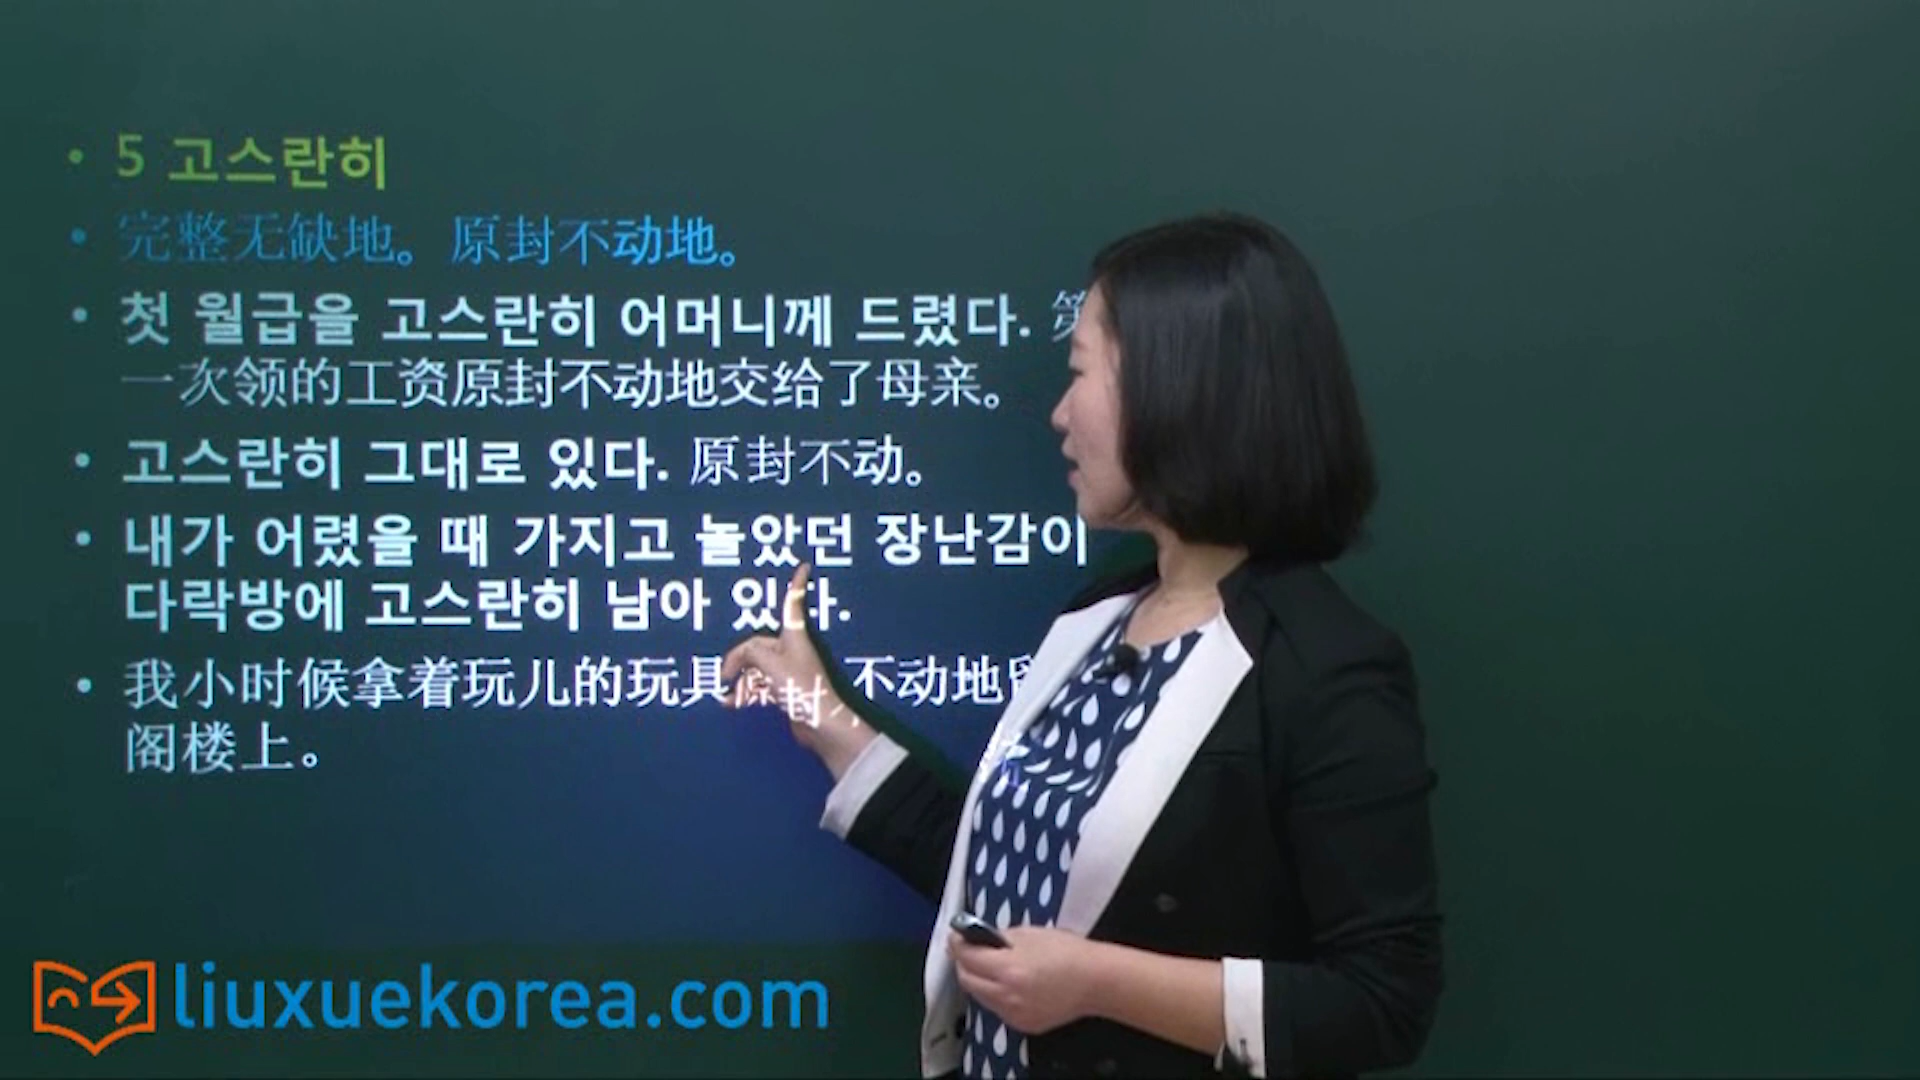 5 고스란히
完整无缺地。原封不动地。
첫 월급을 고스란히 어머니께 드렸다. 第
一次领的工资原封不动地交给了母亲。
고스란히 그대로 있다. 原封不动。
내가 어렸을 때 가지고 놀았던 장난감이
다락방에 고스란히 남아 있다.
我小时候拿着玩儿的玩具原封不动地
阁楼上。
liuxuekorea.com